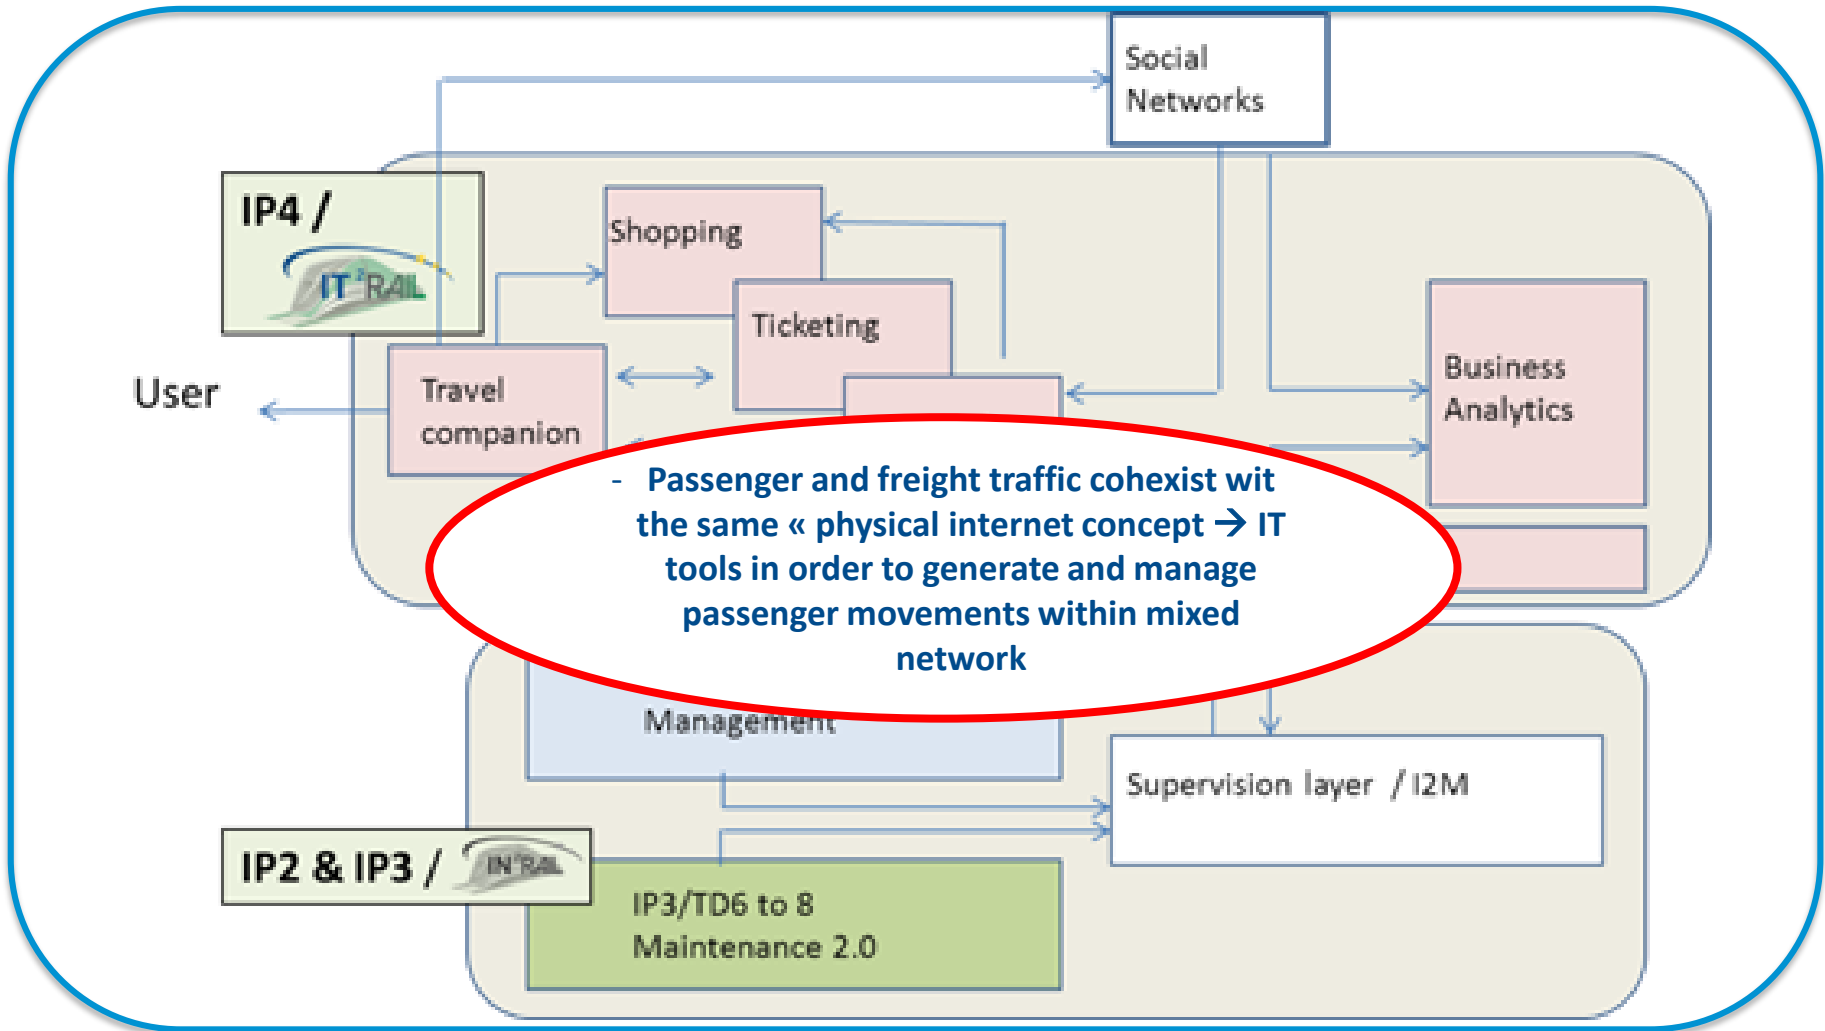 Social
Networks
IP4 /
IT²RAIL
Shopping
Ticketing
User
Travel
companion
Business
Analytics
- Passenger and freight traffic cohexist wit
the same « physical internet concept → IT
tools in order to generate and manage
passenger movements within mixed
network
Management
Supervision layer / I2M
IP2 & IP3 /
IN²RAIL
IP3/TD6 to 8
Maintenance 2.0